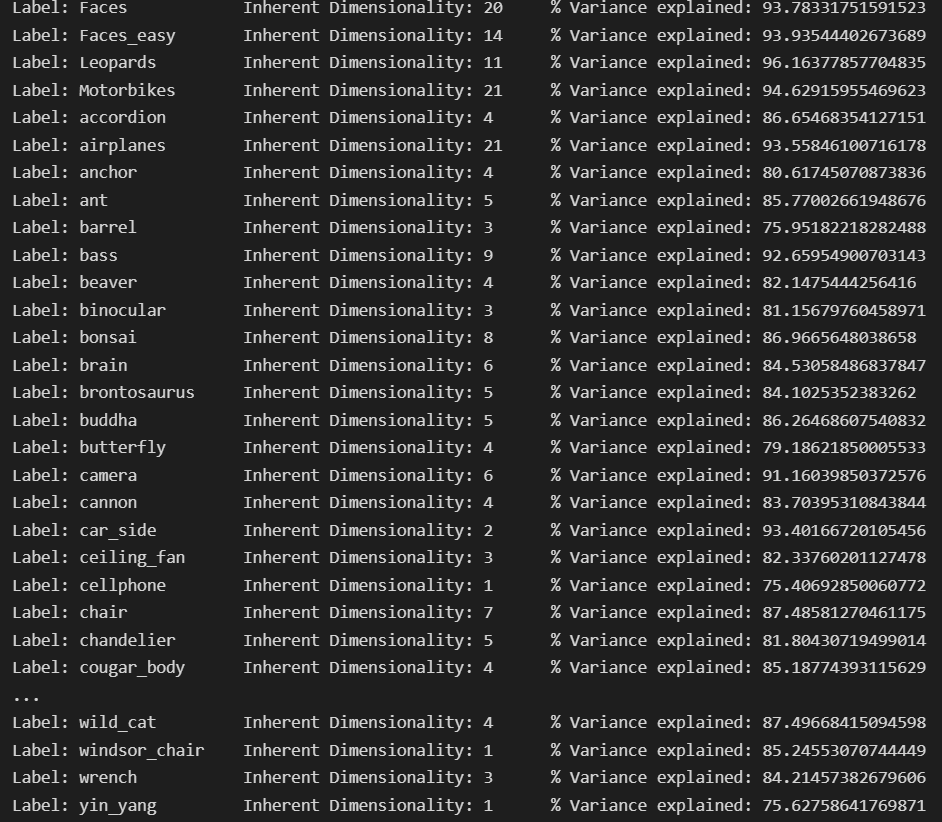 Label: Faces Inherent Dimensionality: 20 % Variance explained: 93.78331751591523
Label: Faces_easy Inherent Dimensionality: 14 % Variance explained: 93.93544402673689
Label: Leopards Inherent Dimensionality: 11 % Variance explained: 96.16377857704835
Label: Motorbikes Inherent Dimensionality: 21 % Variance explained: 94.62915955469623
Label: accordion Inherent Dimensionality: 4 % Variance explained: 86.65468354127151
Label: airplanes Inherent Dimensionality: 21 % Variance explained: 93.55846100716178
Label: anchor Inherent Dimensionality: 4 % Variance explained: 80.61745070873836
Label: ant Inherent Dimensionality: 5 % Variance explained: 85.77002661948676
Label: barrel Inherent Dimensionality: 3 % Variance explained: 75.95182218282488
Label: bass Inherent Dimensionality: 9 % Variance explained: 92.65954900703143
Label: beaver Inherent Dimensionality: 4 % Variance explained: 82.1475444256416
Label: binocular Inherent Dimensionality: 3 % Variance explained: 81.15679760458971
Label: bonsai Inherent Dimensionality: 8 % Variance explained: 86.9665648038658
Label: brain Inherent Dimensionality: 6 % Variance explained: 84.53058486837847
Label: brontosaurus Inherent Dimensionality: 5 % Variance explained: 84.1025352383262
Label: buddha Inherent Dimensionality: 5 % Variance explained: 86.26468607540832
Label: butterfly Inherent Dimensionality: 4 % Variance explained: 79.18621850005533
Label: camera Inherent Dimensionality: 6 % Variance explained: 91.16039850372576
Label: cannon Inherent Dimensionality: 4 % Variance explained: 83.70395310843844
Label: car_side Inherent Dimensionality: 2 % Variance explained: 93.40166720105456
Label: ceiling_fan Inherent Dimensionality: 3 % Variance explained: 82.33760201127478
Label: cellphone Inherent Dimensionality: 1 % Variance explained: 75.40692850060772
Label: chair Inherent Dimensionality: 7 % Variance explained: 87.48581270461175
Label: chandelier Inherent Dimensionality: 5 % Variance explained: 81.80430719499014
Label: cougar_body Inherent Dimensionality: 4 % Variance explained: 85.18774393115629
...
Label: wild_cat Inherent Dimensionality: 4 % Variance explained: 87.49668415094598
Label: windsor_chair Inherent Dimensionality: 1 % Variance explained: 85.24553070744449
Label: wrench Inherent Dimensionality: 3 % Variance explained: 84.21457382679606
Label: yin_yang Inherent Dimensionality: 1 % Variance explained: 75.62758641769871